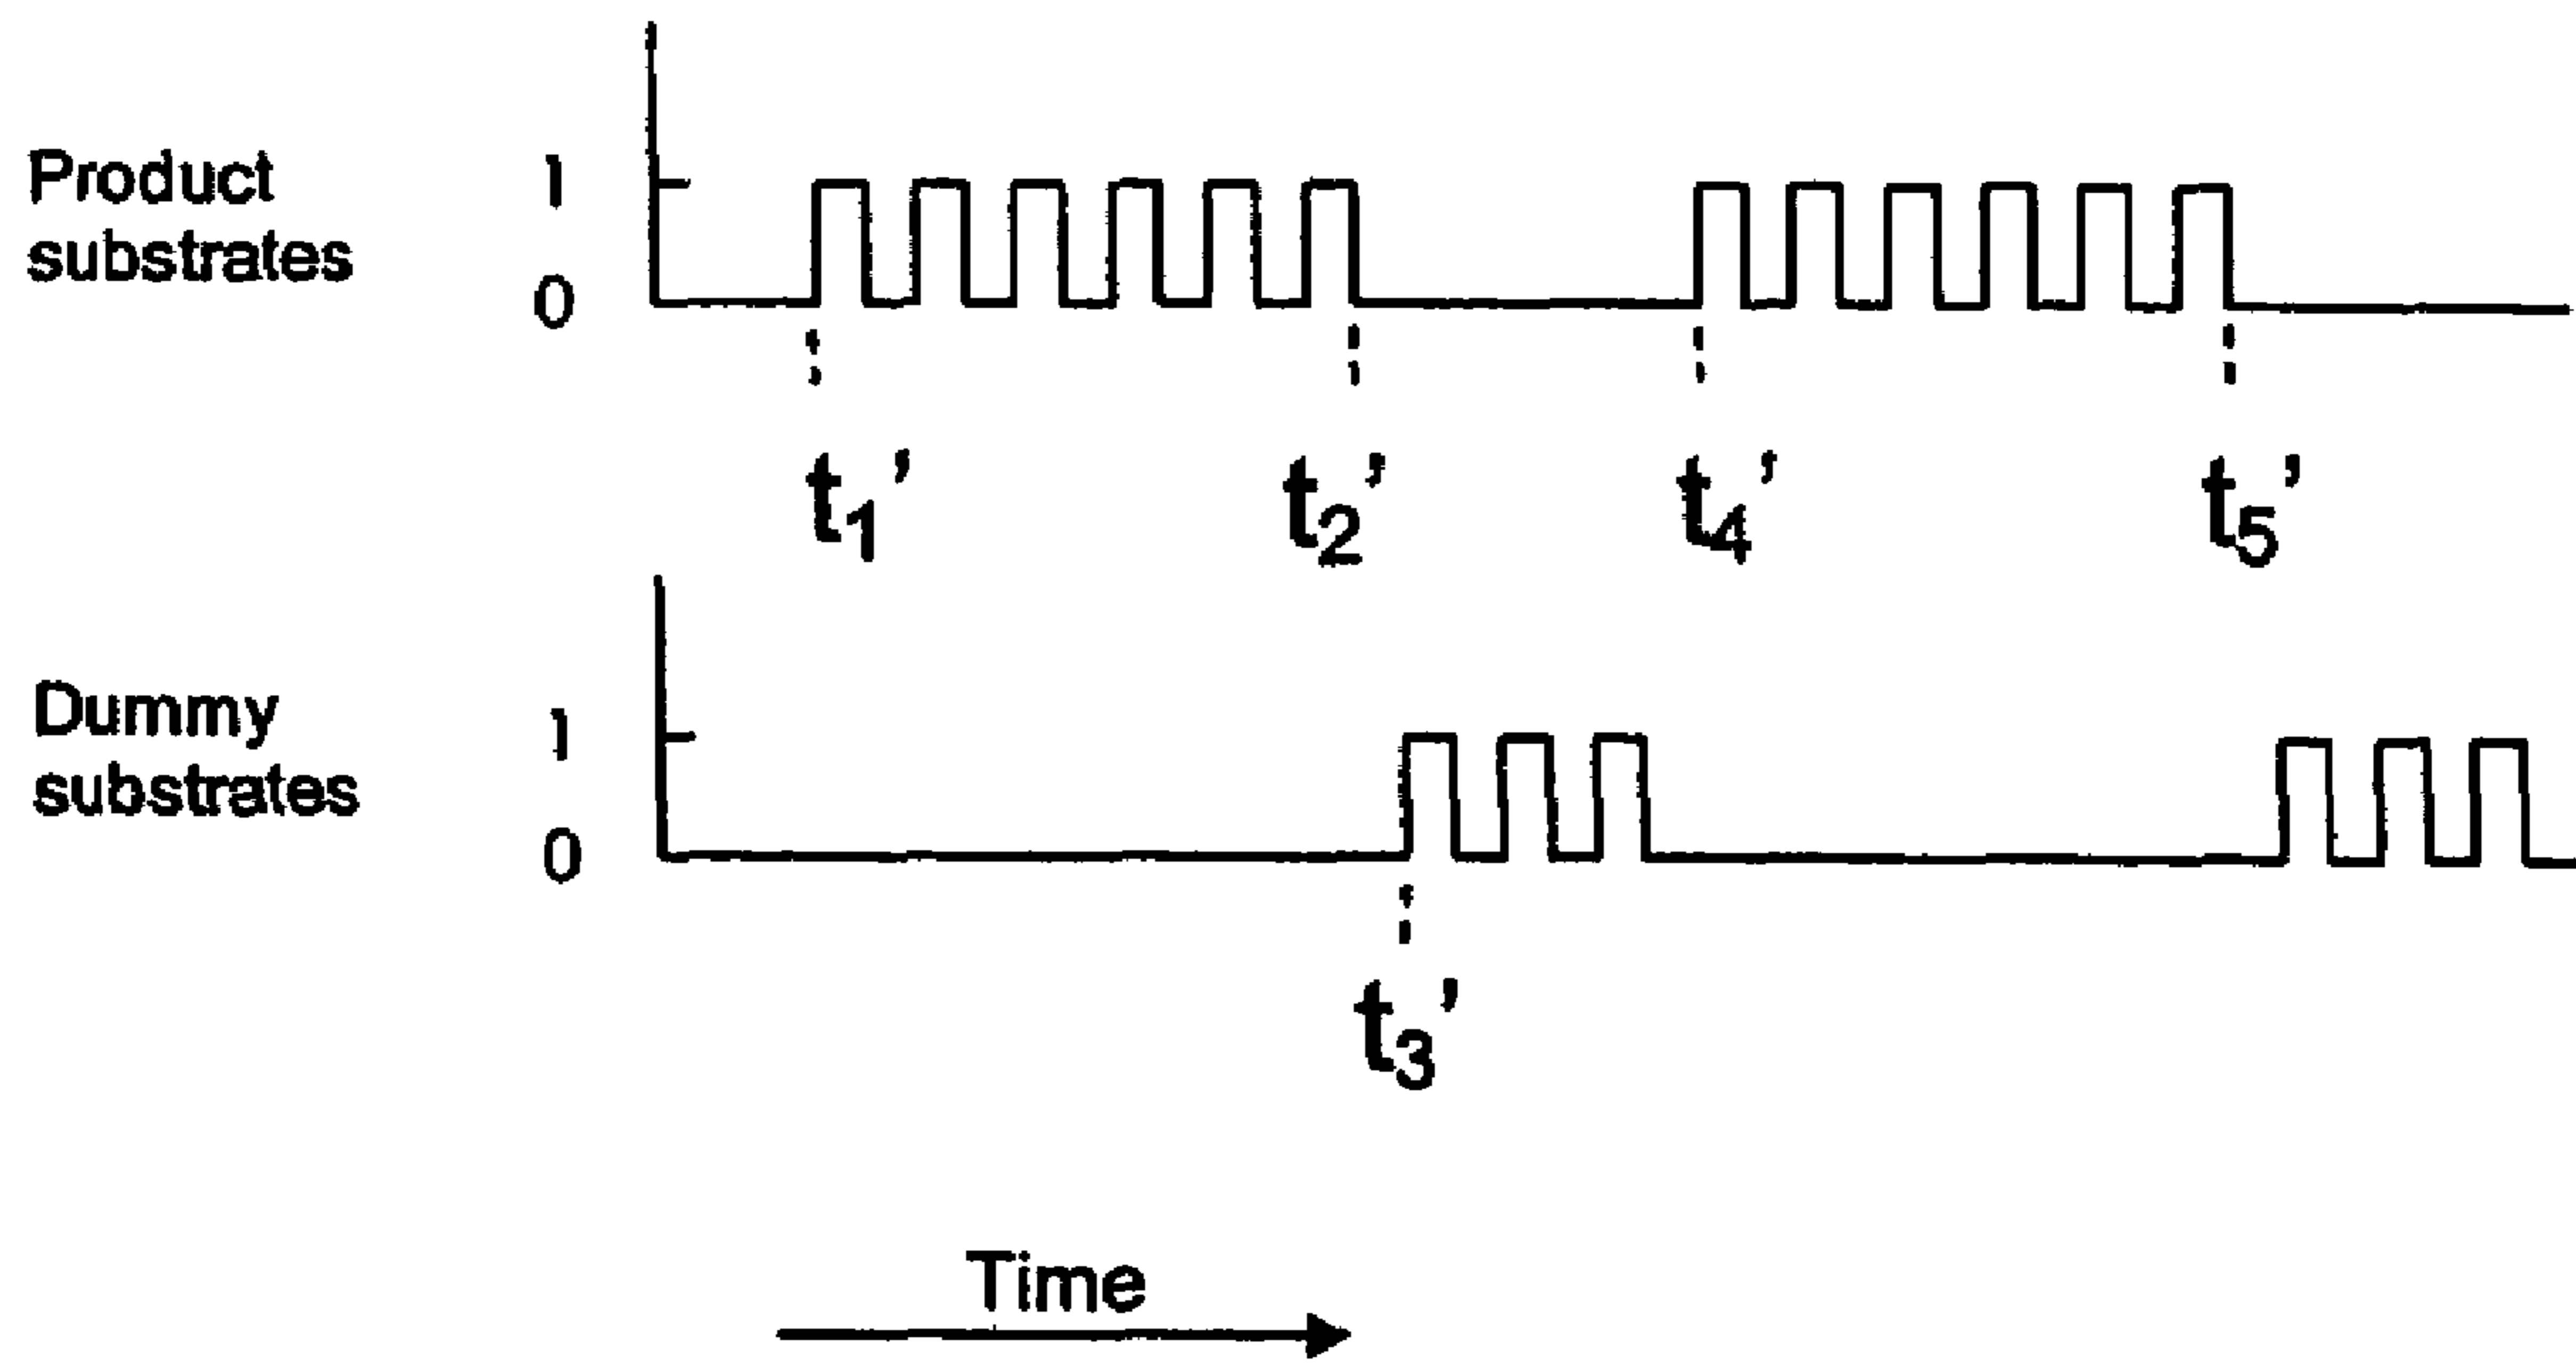 Product
substrates
1
0
t₁’ t₂’ t₄’ t₅’
Dummy
substrates
1
0
t₃’
Time